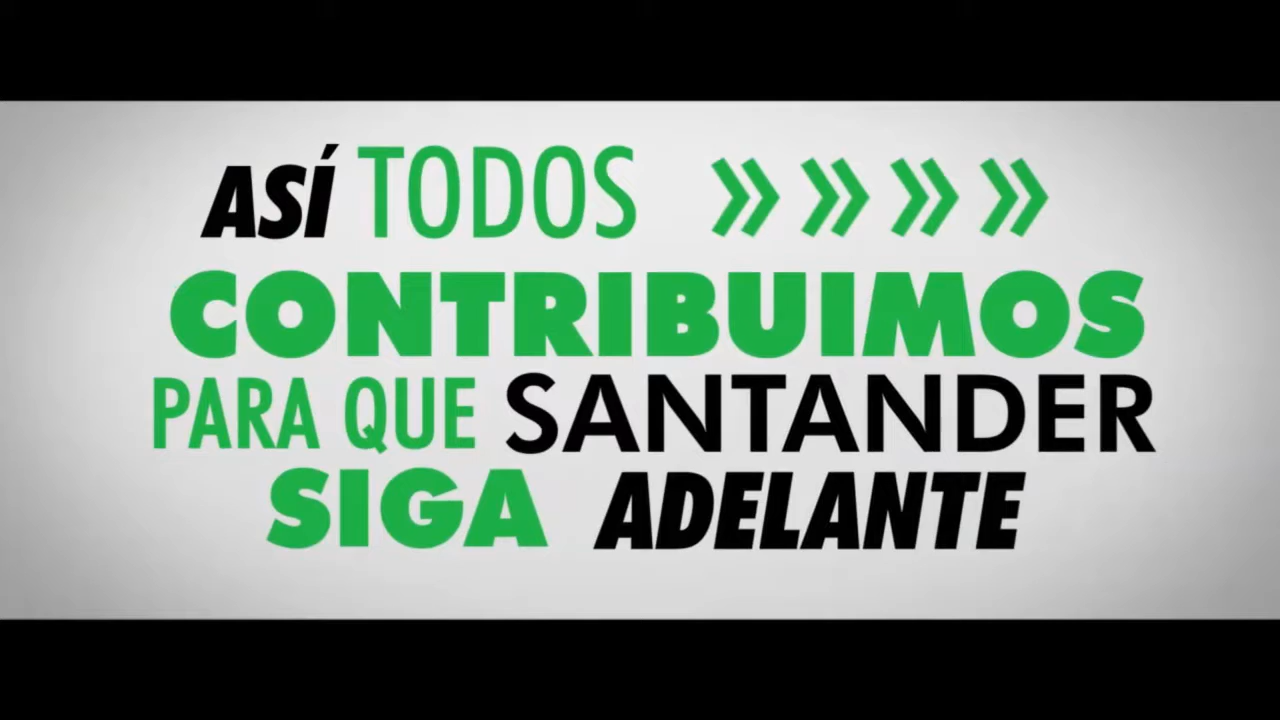 ASÍ TODOS »»»»
CONTRIBUIMOS
PARA QUE SANTANDER
SIGA ADELANTE